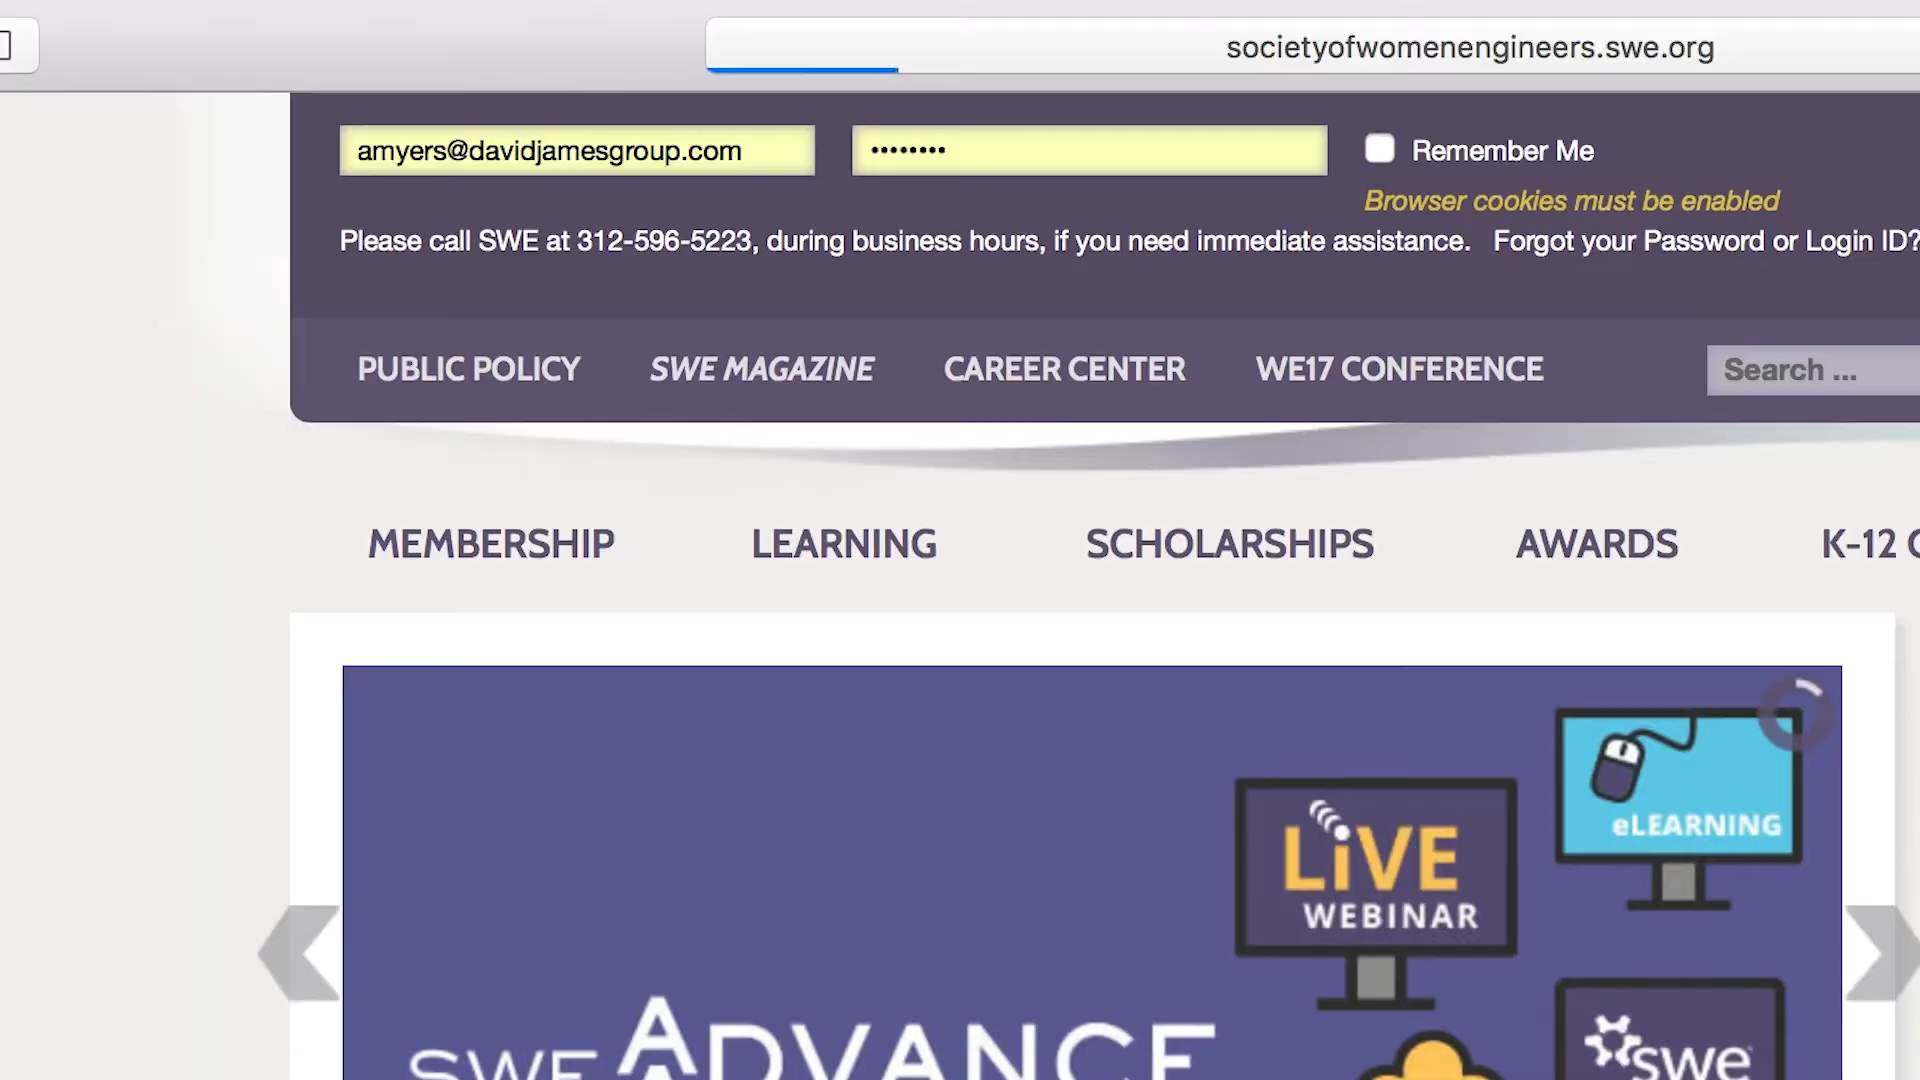 societyofwomenengineers.swe.org
amyers@davidjamesgroup.com
Remember Me
Browser cookies must be enabled
Please call SWE at 312-596-5223, during business hours, if you need immediate assistance. Forgot your Password or Login ID?
PUBLIC POLICY SWE MAGAZINE CAREER CENTER WE17 CONFERENCE Search ...
MEMBERSHIP LEARNING SCHOLARSHIPS AWARDS K-12
eLEARNING
LiVE
WEBINAR
SWE ADVANCE
swe